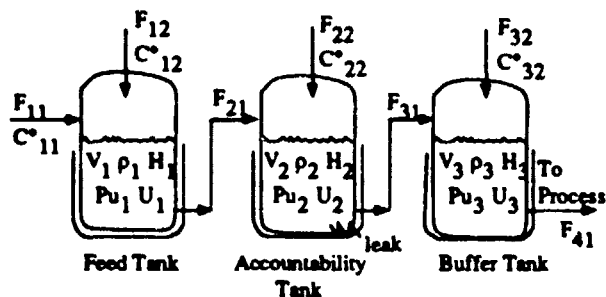 F12
C°12
F22
C°22
F32
C°32
F11
C°11
F21
F31
V1 ρ1 H1
Pu1 U1
V2 ρ2 H2
Pu2 U2
V3 ρ3 H3
Pu3 U3
To
Process
F41
leak
Feed Tank
Accountability
Tank
Buffer Tank